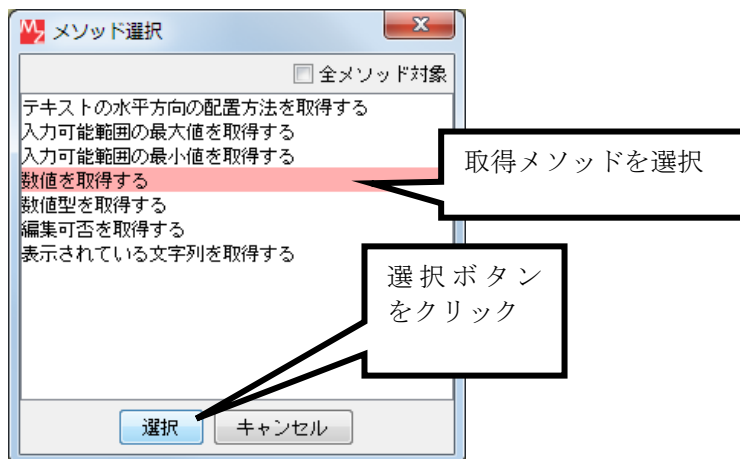 メソッド選択
全メソッド対象
テキストの水平方向の配置方法を取得する
入力可能範囲の最大値を取得する
入力可能範囲の最小値を取得する
数値を取得する
数値型を取得する
編集可否を取得する
表示されている文字列を取得する
取得メソッドを選択
選択ボタン
をクリック
選択
キャンセル